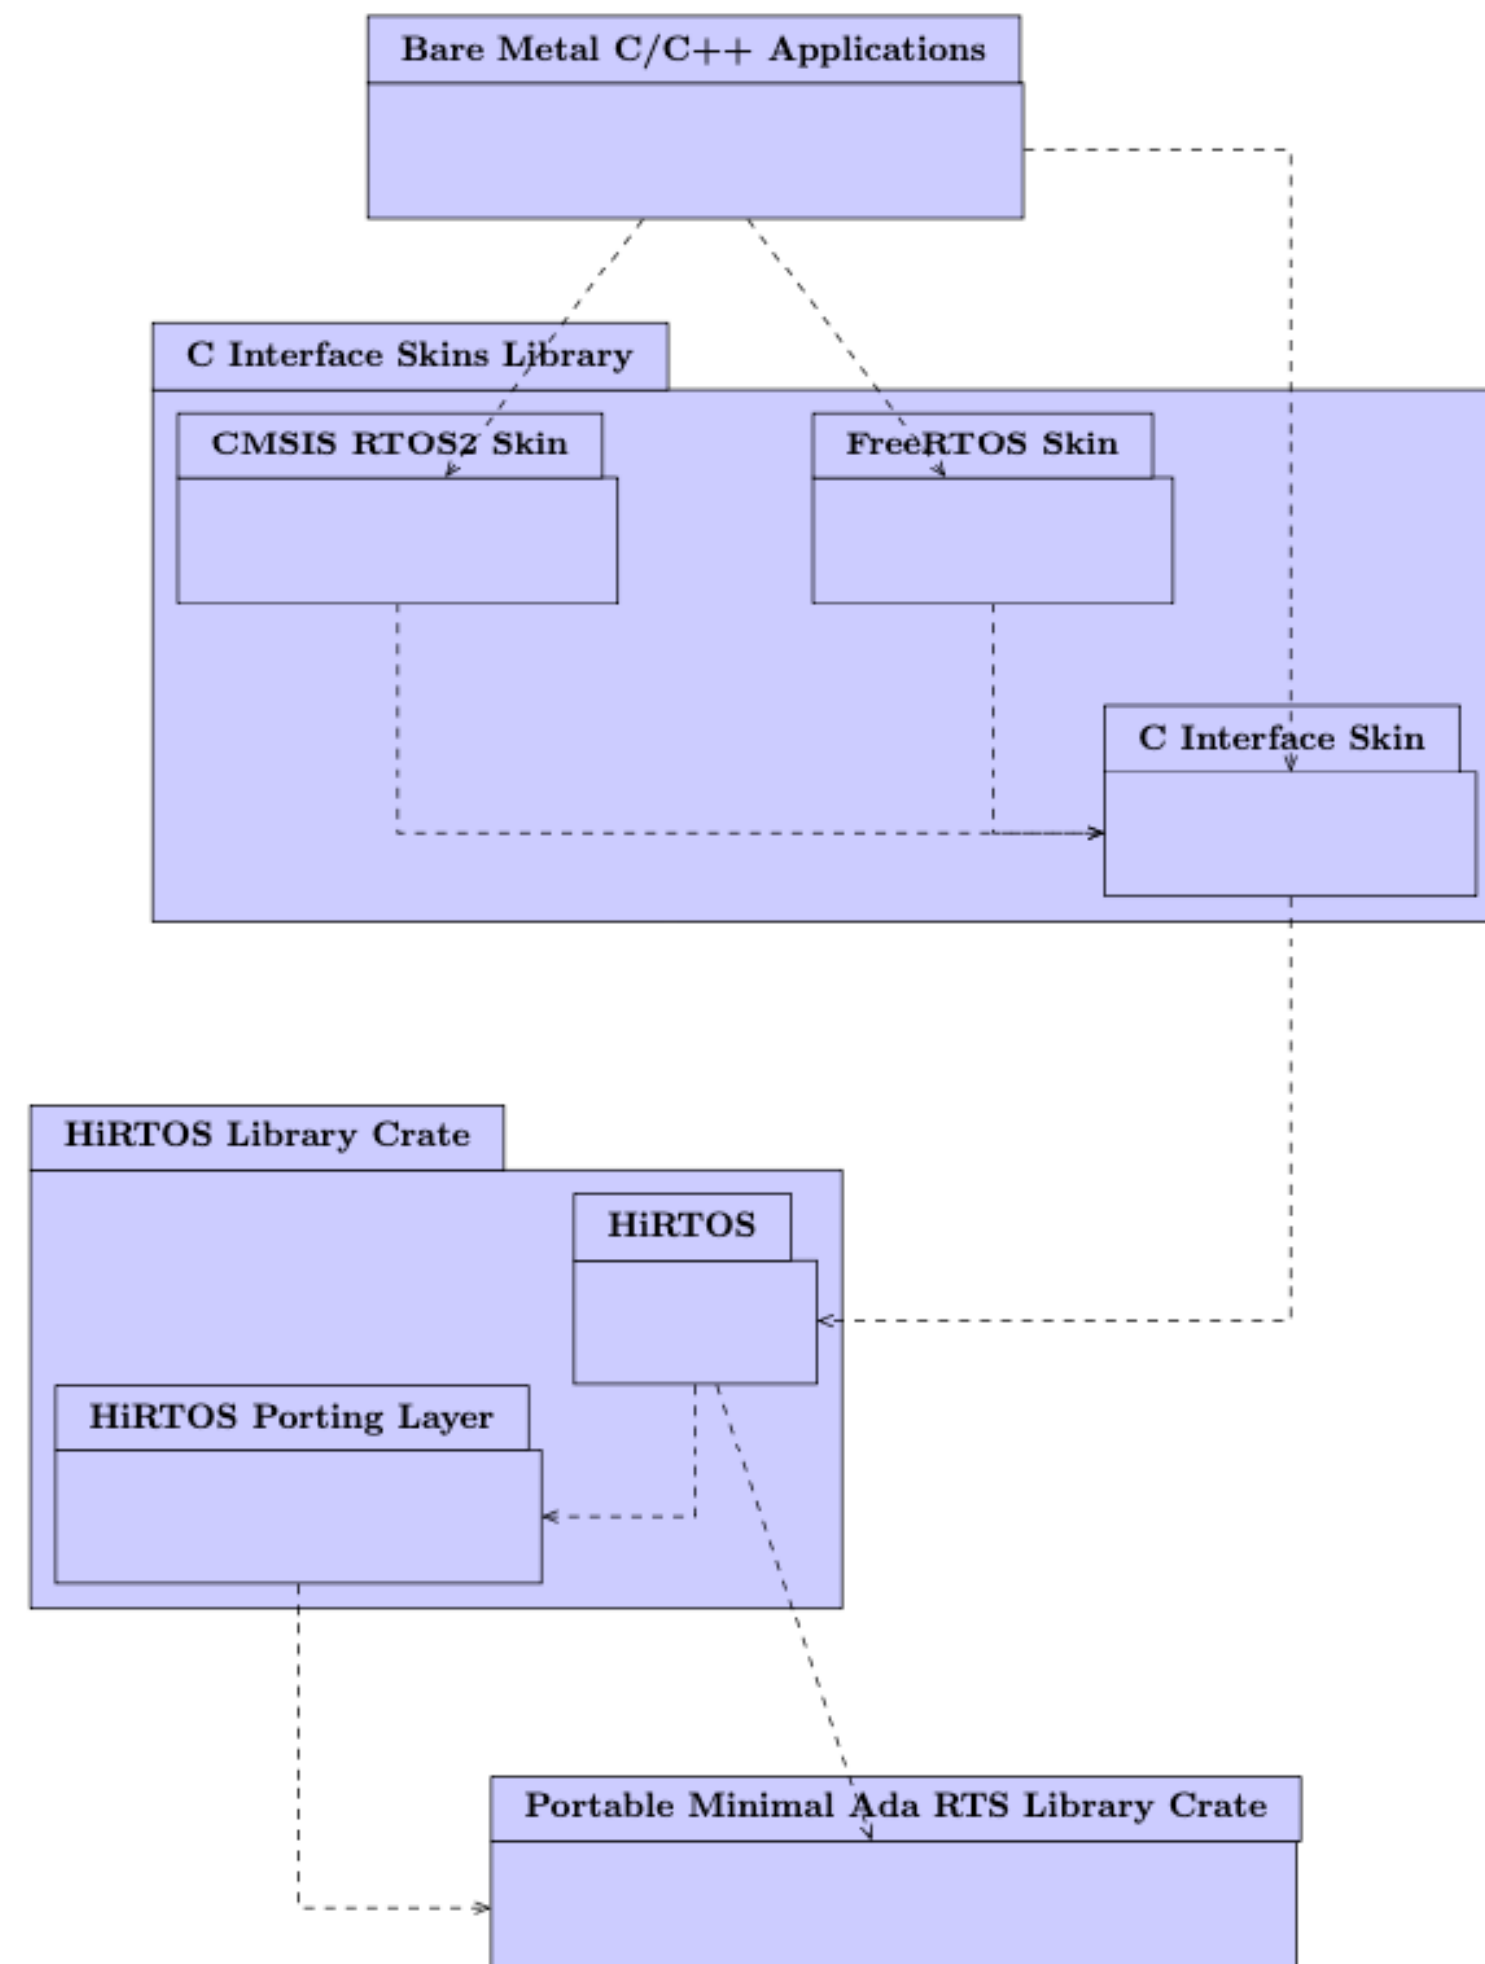 Bare Metal C/C++ Applications
C Interface Skins Library
CMSIS RTOS2 Skin
FreeRTOS Skin
C Interface Skin
HiRTOS Library Crate
HiRTOS
HiRTOS Porting Layer
Portable Minimal Ada RTS Library Crate